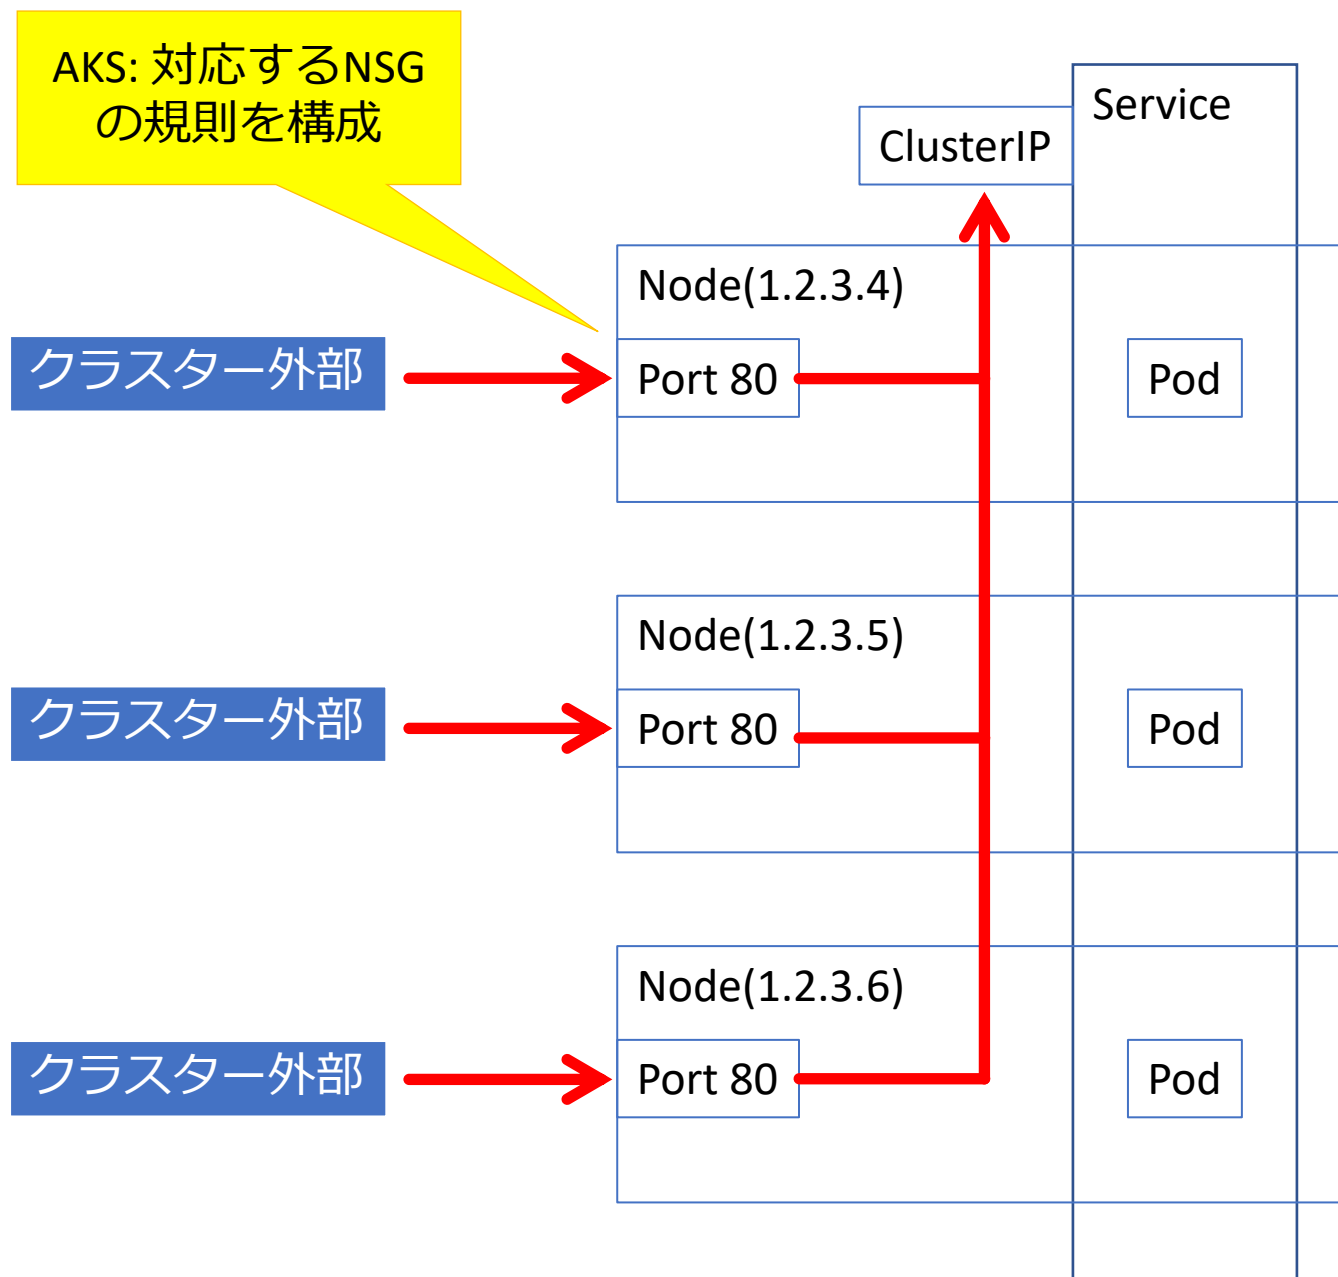 AKS: 対応するNSG
の規則を構成
Service
ClusterIP
Node(1.2.3.4)
クラスター外部
Port 80
Pod
Node(1.2.3.5)
クラスター外部
Port 80
Pod
Node(1.2.3.6)
クラスター外部
Port 80
Pod